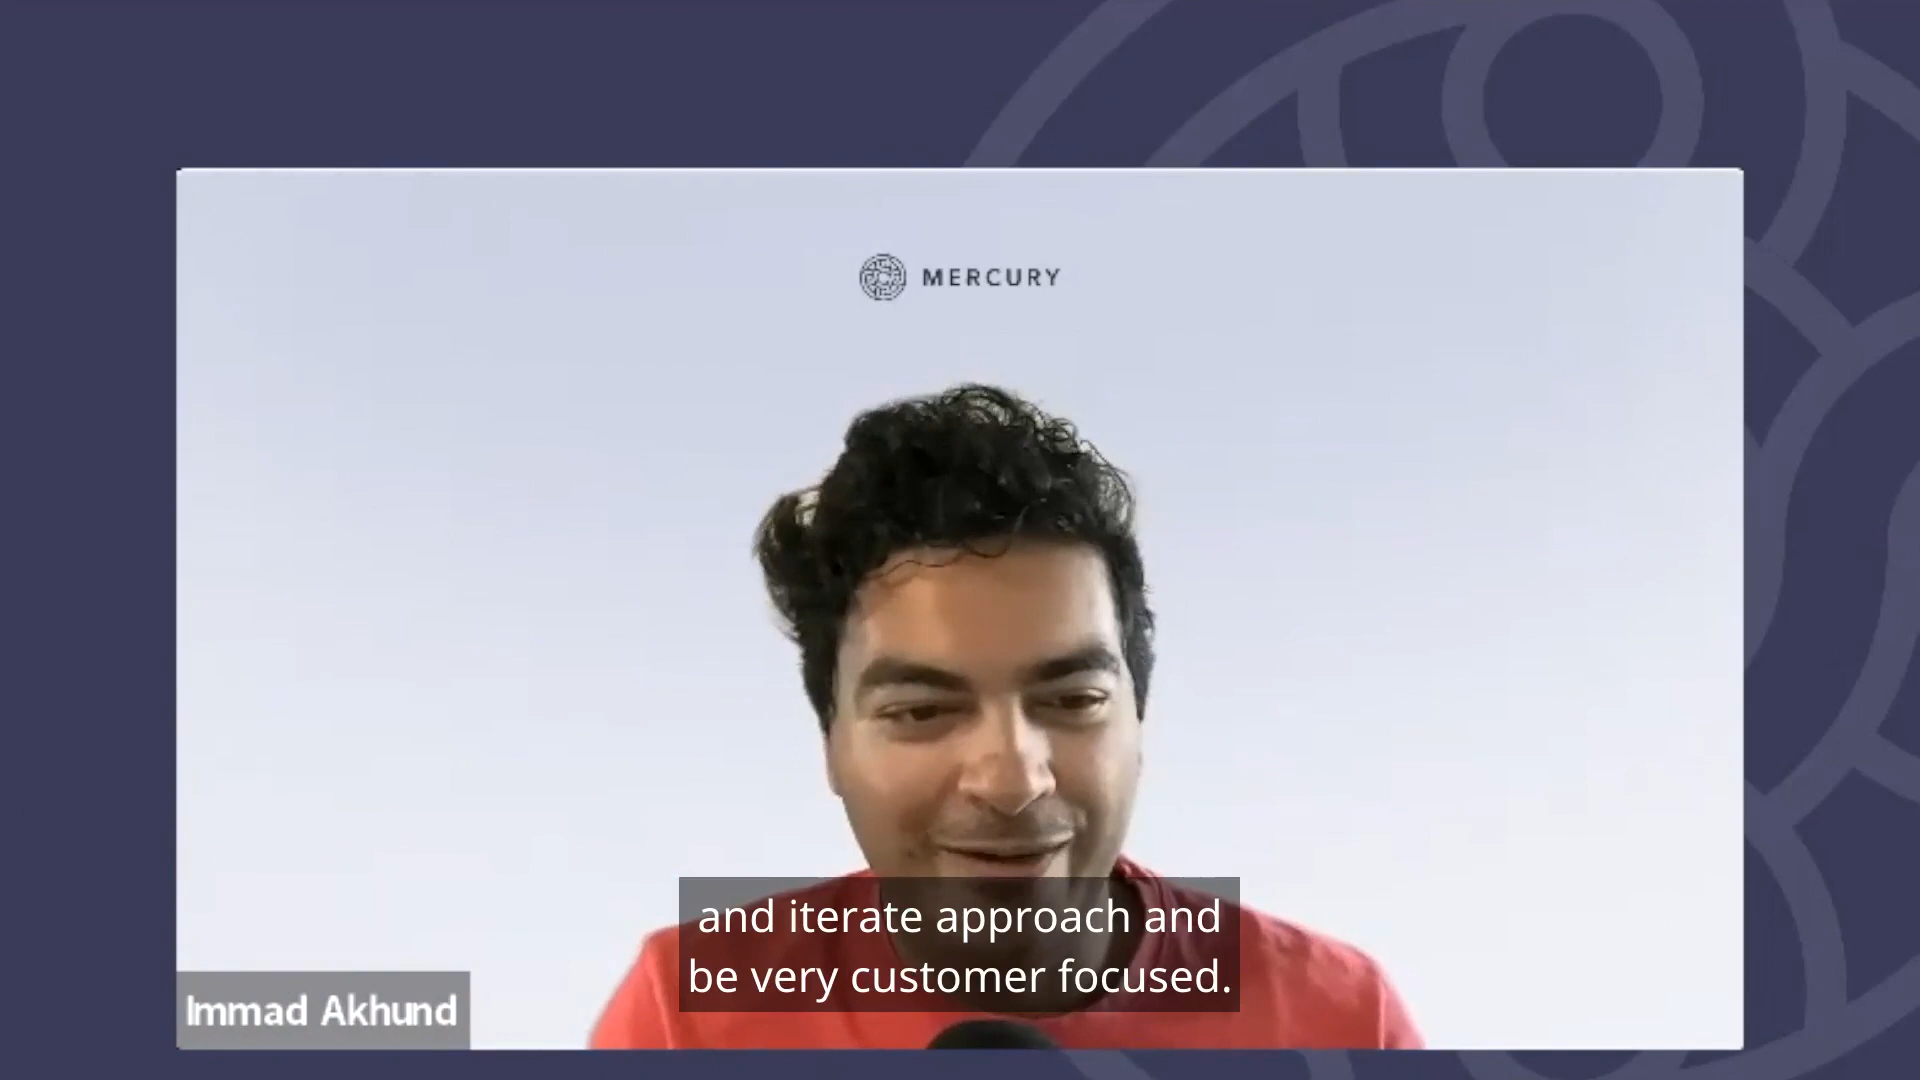 MERCURY
and iterate approach and
be very customer focused.
Immad Akhund